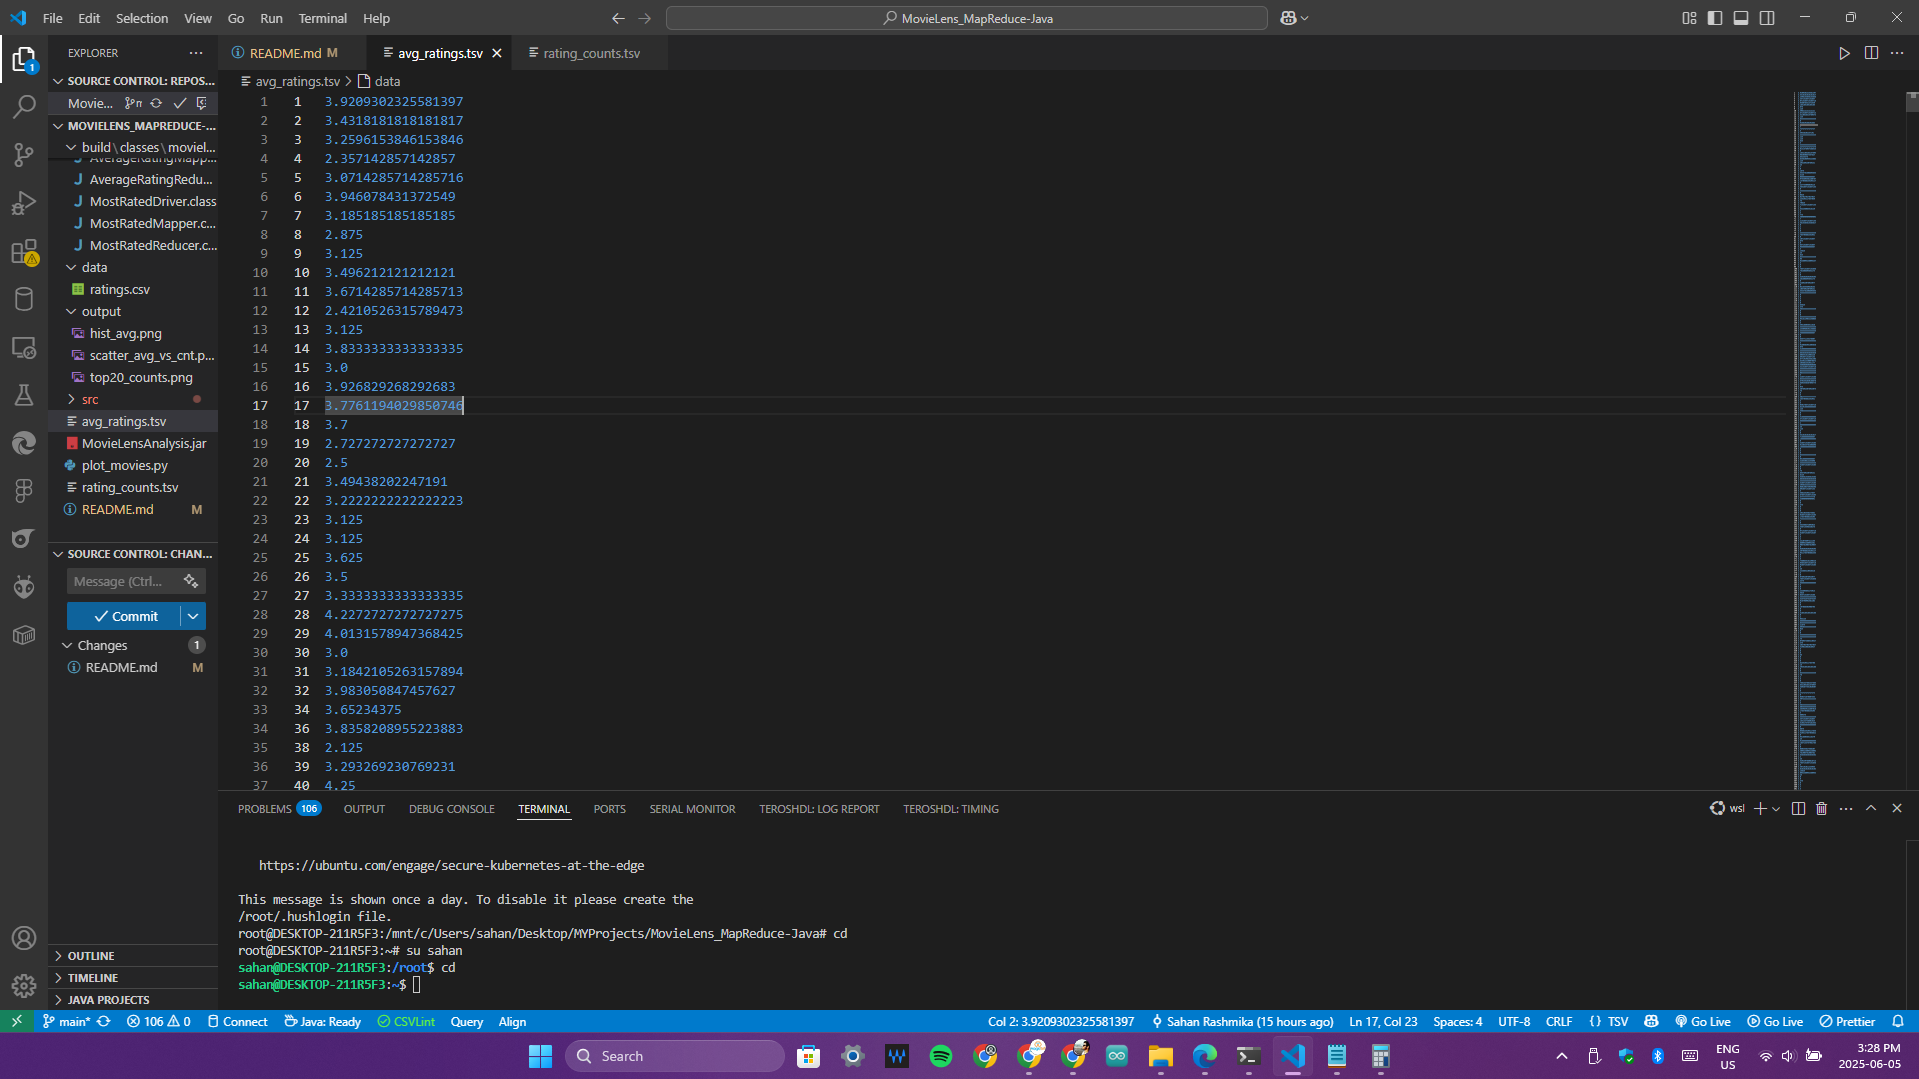 File Edit Selection View Go Run Terminal Help
MovieLens_MapReduce-Java
EXPLORER
SOURCE CONTROL: REPOS...
Movie...
MOVIELENS_MAPREDUCE-...
build\classes\moviel...
AverageRatingMapp...
AverageRatingRedu...
MostRatedDriver.class
MostRatedMapper.c...
MostRatedReducer.c...
data
ratings.csv
output
hist_avg.png
scatter_avg_vs_cnt.p...
top20_counts.png
src
avg_ratings.tsv
MovieLensAnalysis.jar
plot_movies.py
rating_counts.tsv
README.md M
SOURCE CONTROL: CHAN...
Message (Ctrl...
Commit
Changes 1
README.md M
OUTLINE
TIMELINE
JAVA PROJECTS
README.md M avg_ratings.tsv rating_counts.tsv
avg_ratings.tsv > data
1 1 3.9209302325581397
2 2 3.4318181818181817
3 3 3.2596153846153846
4 4 2.357142857142857
5 5 3.0714285714285716
6 6 3.946078431372549
7 7 3.185185185185185
8 8 2.875
9 9 3.125
10 10 3.496212121212121
11 11 3.6714285714285713
12 12 2.4210526315789473
13 13 3.125
14 14 3.8333333333333335
15 15 3.0
16 16 3.926829268292683
17 17 3.7761194029850746
18 18 3.7
19 19 2.727272727272727
20 20 2.5
21 21 3.49438202247191
22 22 3.2222222222222223
23 23 3.125
24 24 3.125
25 25 3.625
26 26 3.5
27 27 3.3333333333333335
28 28 4.2272727272727275
29 29 4.0131578947368425
30 30 3.0
31 31 3.1842105263157894
32 32 3.983050847457627
33 34 3.65234375
34 36 3.8358208955223883
35 38 2.125
36 39 3.293269230769231
37 40 4.25
PROBLEMS 106 OUTPUT DEBUG CONSOLE TERMINAL PORTS SERIAL MONITOR TEROSHDL: LOG REPORT TEROSHDL: TIMING
wsl
https://ubuntu.com/engage/secure-kubernetes-at-the-edge
This message is shown once a day. To disable it please create the
/root/.hushlogin file.
root@DESKTOP-211R5F3:/mnt/c/Users/sahan/Desktop/MYProjects/MovieLens_MapReduce-Java# cd
root@DESKTOP-211R5F3:~# su sahan
sahan@DESKTOP-211R5F3:/root$ cd
sahan@DESKTOP-211R5F3:~$
main* 106 0 Connect Java: Ready CSVLint Query Align
Col 2: 3.9209302325581397 Sahan Rashmika (15 hours ago) Ln 17, Col 23 Spaces: 4 UTF-8 CRLF {} TSV Go Live Go Live Prettier
Search
ENG
US
3:28 PM
2025-06-05